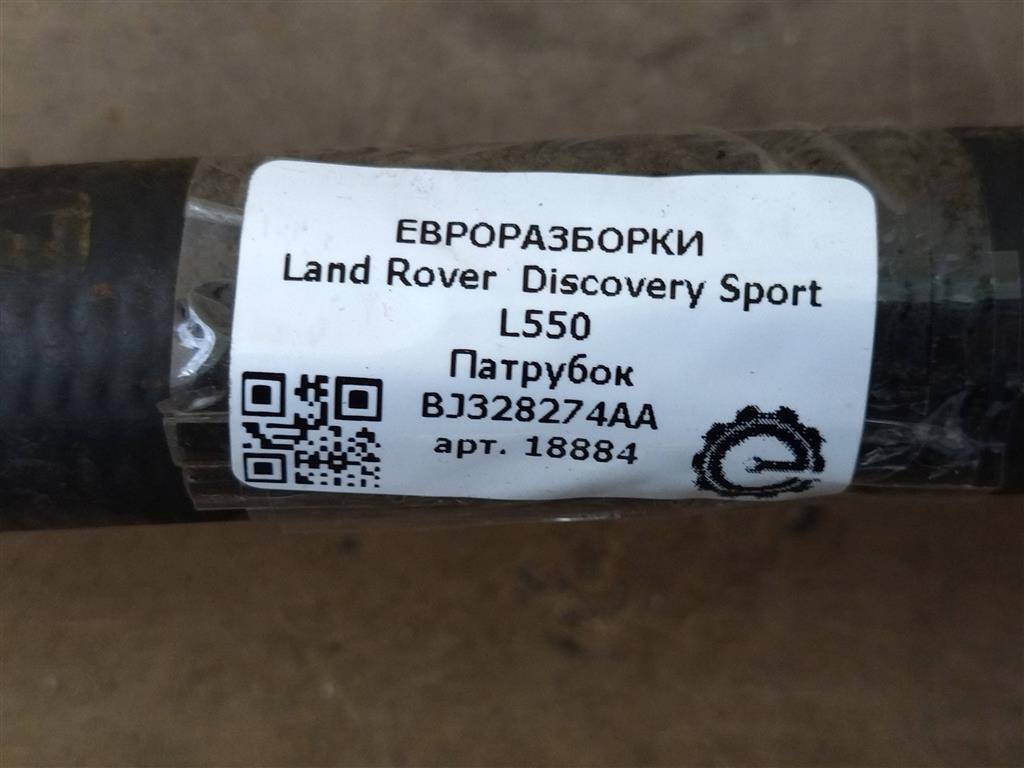 ЕВРОРАЗБОРКИ
Land Rover Discovery Sport
L550
Патрубок
BJ328274AA
арт. 18884